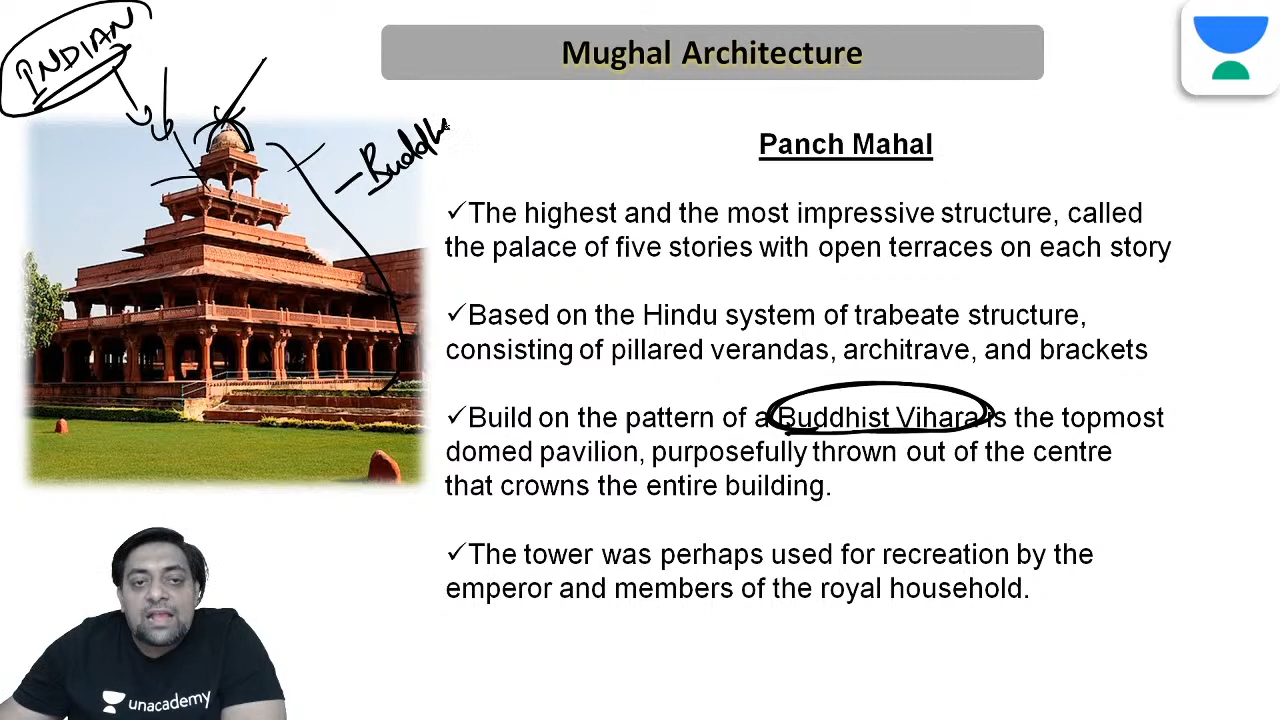 INDIAN
Mughal Architecture
Buddh
Panch Mahal
✓The highest and the most impressive structure, called
the palace of five stories with open terraces on each story
✓Based on the Hindu system of trabeate structure,
consisting of pillared verandas, architrave, and brackets
✓Build on the pattern of a Buddhist Vihara is the topmost
domed pavilion, purposefully thrown out of the centre
that crowns the entire building.
✓The tower was perhaps used for recreation by the
emperor and members of the royal household.
unacademy